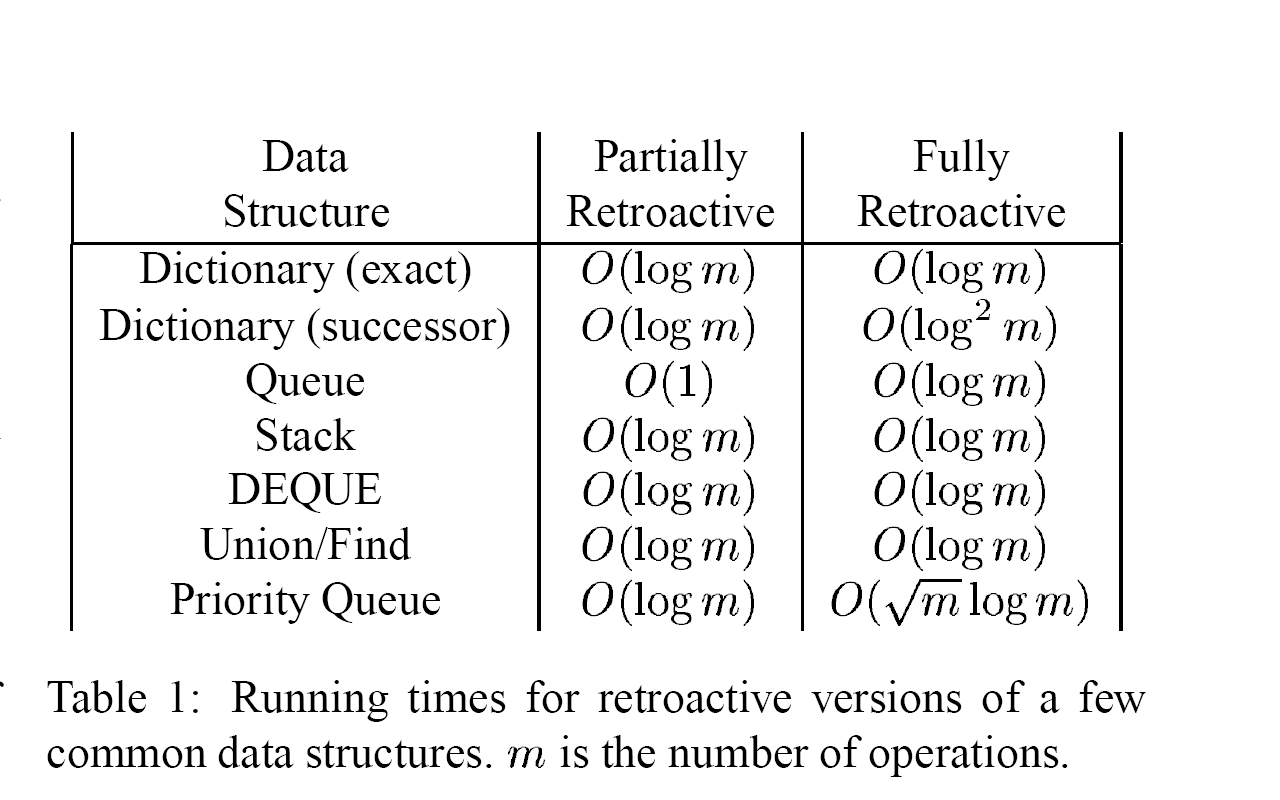 Data Partially Fully
Structure Retroactive Retroactive
Dictionary (exact) O(log m) O(log m)
Dictionary (successor) O(log m) O(log² m)
Queue O(1) O(log m)
Stack O(log m) O(log m)
DEQUE O(log m) O(log m)
Union/Find O(log m) O(log m)
Priority Queue O(log m) O(√m log m)
Table 1: Running times for retroactive versions of a few
common data structures. m is the number of operations.